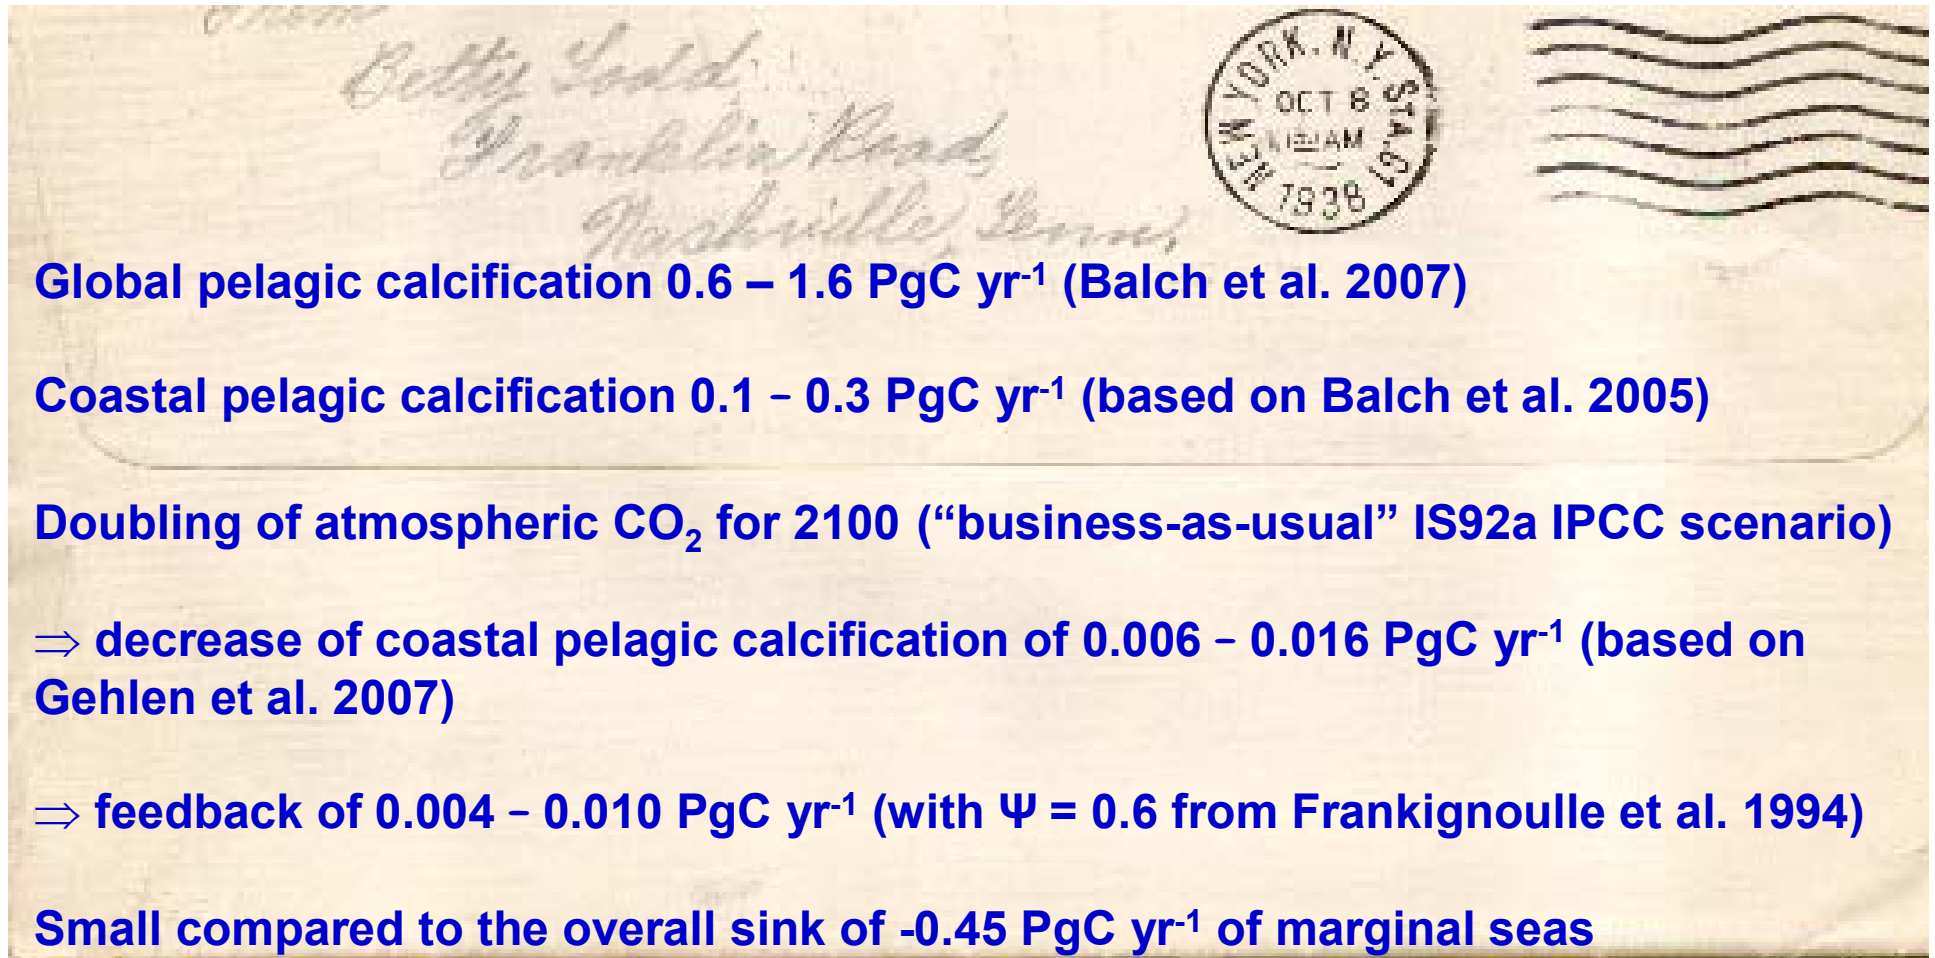 From
Betty Todd
Franklin Road,
Nashville, Tenn.
NEW YORK, N.Y. STA. 61
OCT 6
AM
1938
Global pelagic calcification 0.6 – 1.6 PgC yr-1 (Balch et al. 2007)
Coastal pelagic calcification 0.1 – 0.3 PgC yr-1 (based on Balch et al. 2005)
Doubling of atmospheric CO2 for 2100 (“business-as-usual” IS92a IPCC scenario)
⇒ decrease of coastal pelagic calcification of 0.006 – 0.016 PgC yr-1 (based on
Gehlen et al. 2007)
⇒ feedback of 0.004 – 0.010 PgC yr-1 (with Ψ = 0.6 from Frankignoulle et al. 1994)
Small compared to the overall sink of -0.45 PgC yr-1 of marginal seas